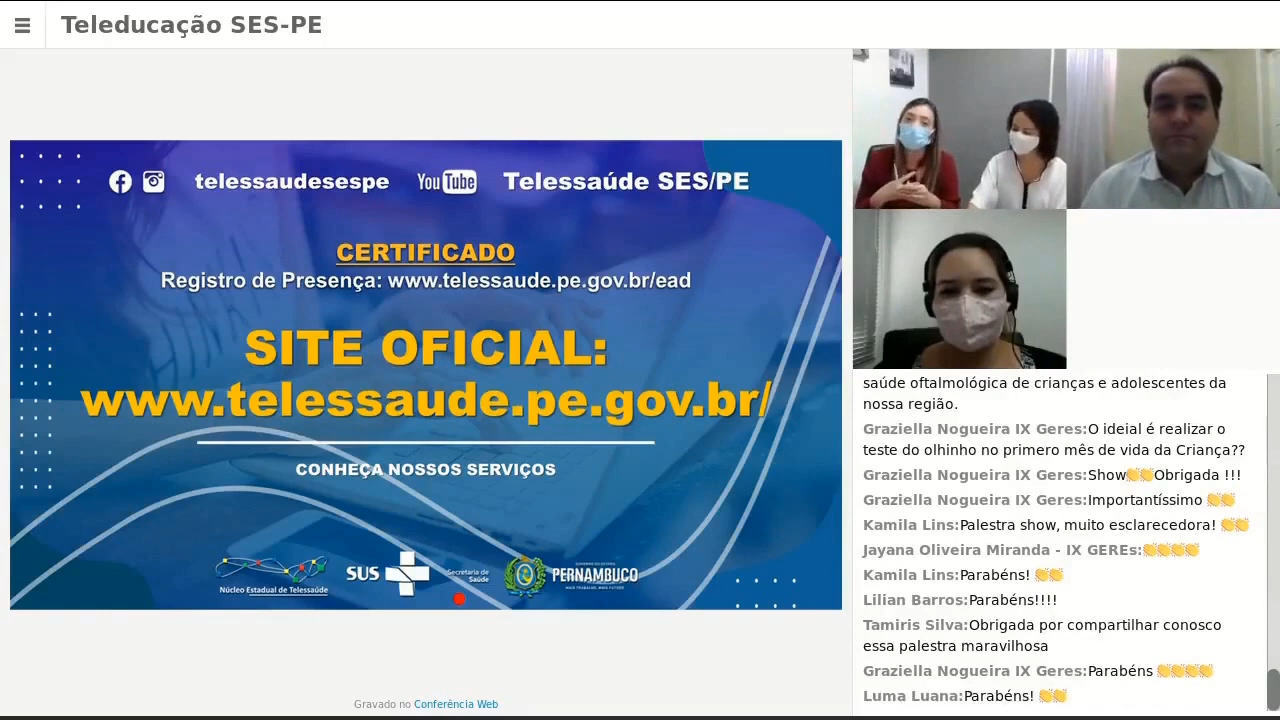 Teleducação SES-PE
telessaudesespe
YouTube
Telessaúde SES/PE
CERTIFICADO
Registro de Presença: www.telessaude.pe.gov.br/ead
SITE OFICIAL:
www.telessaude.pe.gov.br/
CONHEÇA NOSSOS SERVIÇOS
Núcleo Estadual de Telessaúde
SUS
Secretaria de
Saúde
PERNAMBUCO
Gravado no Conferência Web
saúde oftalmológica de crianças e adolescentes da
nossa região.
Graziella Nogueira IX Geres:O ideial é realizar o
teste do olhinho no primero mês de vida da Criança??
Graziella Nogueira IX Geres:Show👏👏Obrigada !!!
Graziella Nogueira IX Geres:Importantíssimo 👏👏
Kamila Lins:Palestra show, muito esclarecedora! 👏👏
Jayana Oliveira Miranda - IX GEREs:👏👏👏👏
Kamila Lins:Parabéns! 👏👏
Lilian Barros:Parabéns!!!!
Tamiris Silva:Obrigada por compartilhar conosco
essa palestra maravilhosa
Graziella Nogueira IX Geres:Parabéns 👏👏👏👏
Luma Luana:Parabéns! 👏👏